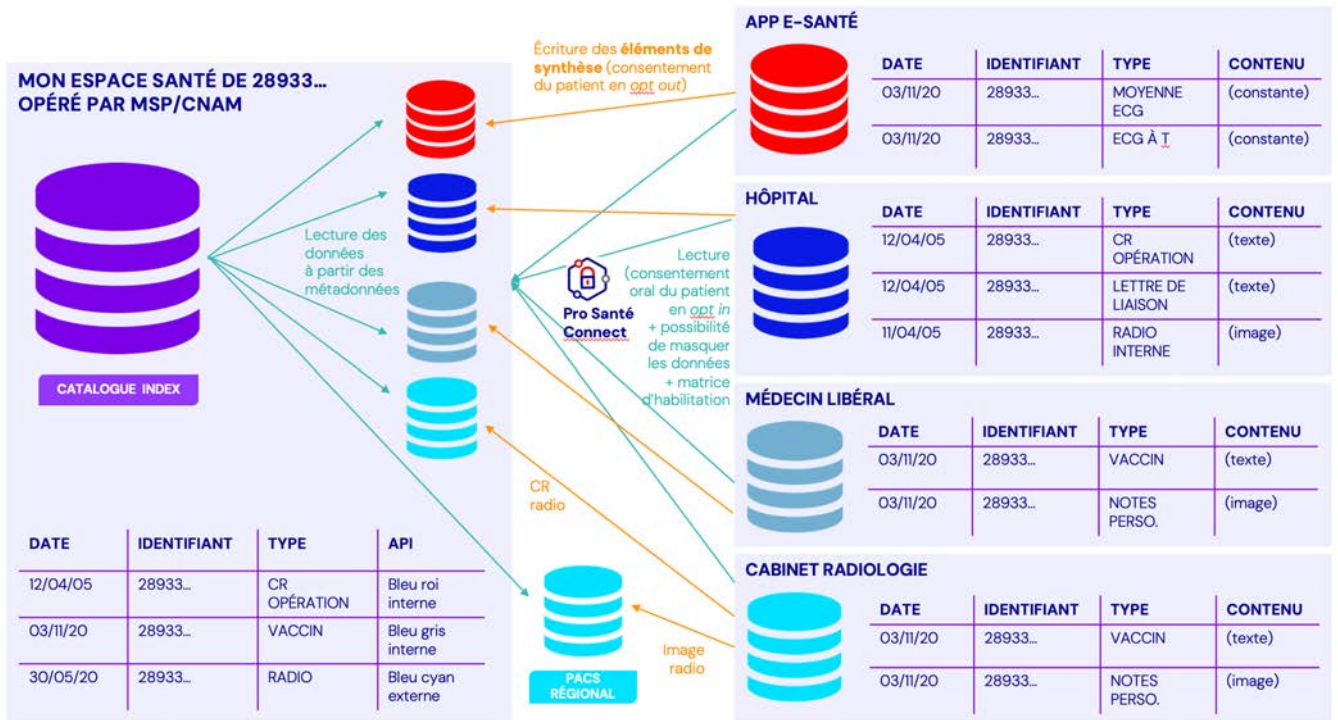 MON ESPACE SANTÉ DE 28933...
OPÉRÉ PAR MSP/CNAM
CATALOGUE INDEX
Lecture des
données
à partir des
métadonnées
DATE IDENTIFIANT TYPE API
12/04/05 28933... CR
OPÉRATION Bleu roi
interne
03/11/20 28933... VACCIN Bleu gris
interne
30/05/20 28933... RADIO Bleu cyan
externe
Écriture des éléments de
synthèse (consentement
du patient en opt out)
Pro Santé
Connect
Lecture
(consentement
oral du patient
en opt in
+ possibilité
de masquer
les données
+ matrice
d'habilitation
CR
radio
PACS
RÉGIONAL
Image
radio
APP E-SANTÉ
DATE IDENTIFIANT TYPE CONTENU
03/11/20 28933... MOYENNE
ECG (constante)
03/11/20 28933... ECG À T (constante)
HÔPITAL
DATE IDENTIFIANT TYPE CONTENU
12/04/05 28933... CR
OPÉRATION (texte)
12/04/05 28933... LETTRE DE
LIAISON (texte)
11/04/05 28933... RADIO
INTERNE (image)
MÉDECIN LIBÉRAL
DATE IDENTIFIANT TYPE CONTENU
03/11/20 28933... VACCIN (texte)
03/11/20 28933... NOTES
PERSO. (image)
CABINET RADIOLOGIE
DATE IDENTIFIANT TYPE CONTENU
03/11/20 28933... VACCIN (texte)
03/11/20 28933... NOTES
PERSO. (image)